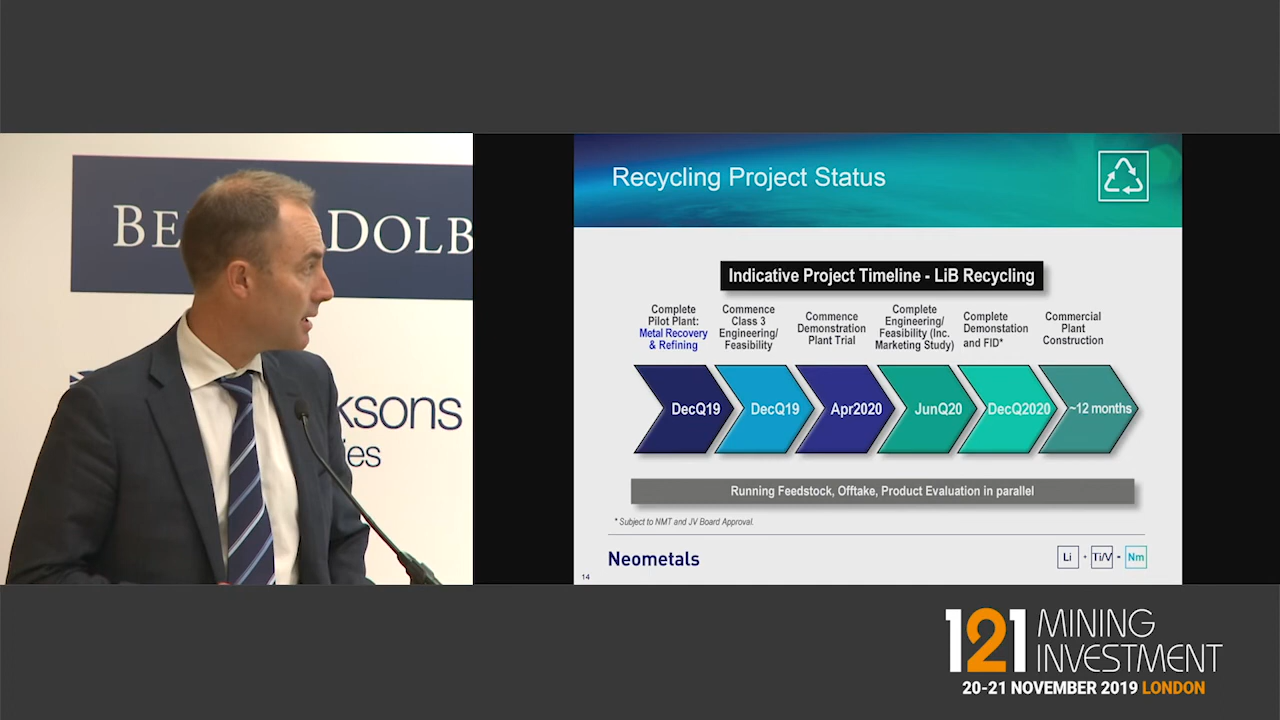 BE
DOLB
ksons
es
Recycling Project Status
Indicative Project Timeline - LiB Recycling
Complete
Pilot Plant:
Metal Recovery
& Refining
Commence
Class 3
Engineering/
Feasibility
Commence
Demonstration
Plant Trial
Complete
Engineering/
Feasibility (Inc.
Marketing Study)
Complete
Demonstation
and FID*
Commercial
Plant
Construction
DecQ19
DecQ19
Apr2020
JunQ20
DecQ2020
~12 months
Running Feedstock, Offtake, Product Evaluation in parallel
* Subject to NMT and JV Board Approval.
Neometals
Li + Ti/V = Nm
14
121 MINING
INVESTMENT
20-21 NOVEMBER 2019 LONDON